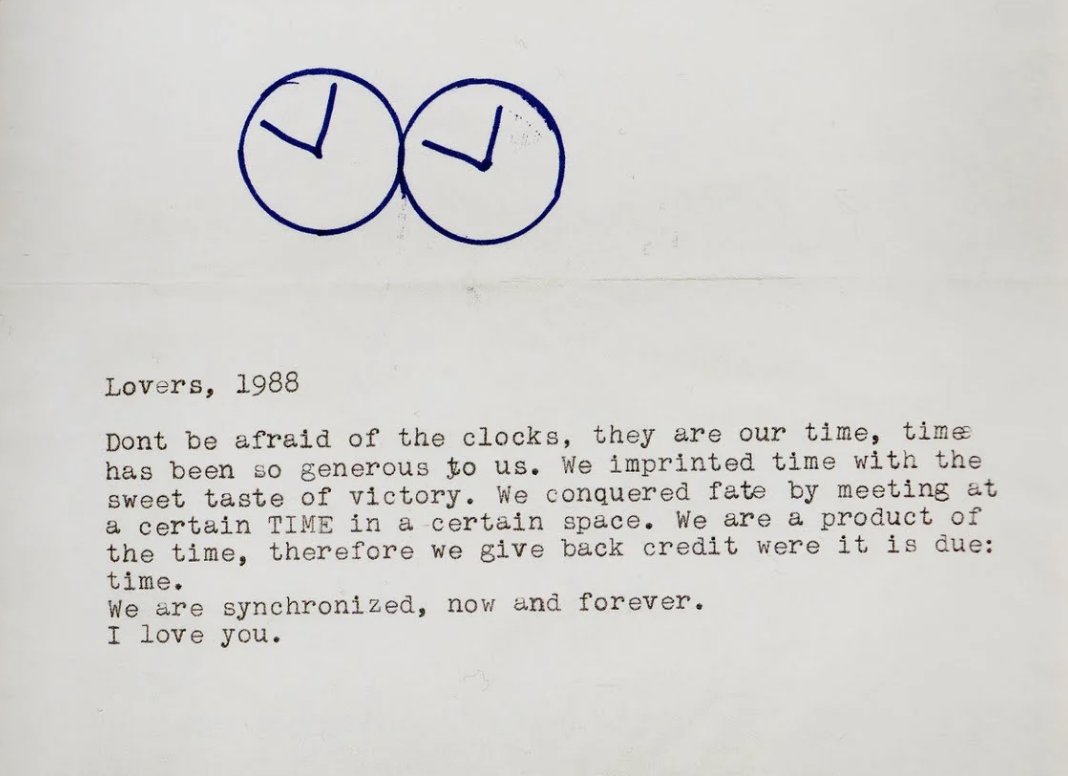 Lovers, 1988
Dont be afraid of the clocks, they are our time, time
has been so generous to us. We imprinted time with the
sweet taste of victory. We conquered fate by meeting at
a certain TIME in a certain space. We are a product of
the time, therefore we give back credit were it is due:
time.
We are synchronized, now and forever.
I love you.